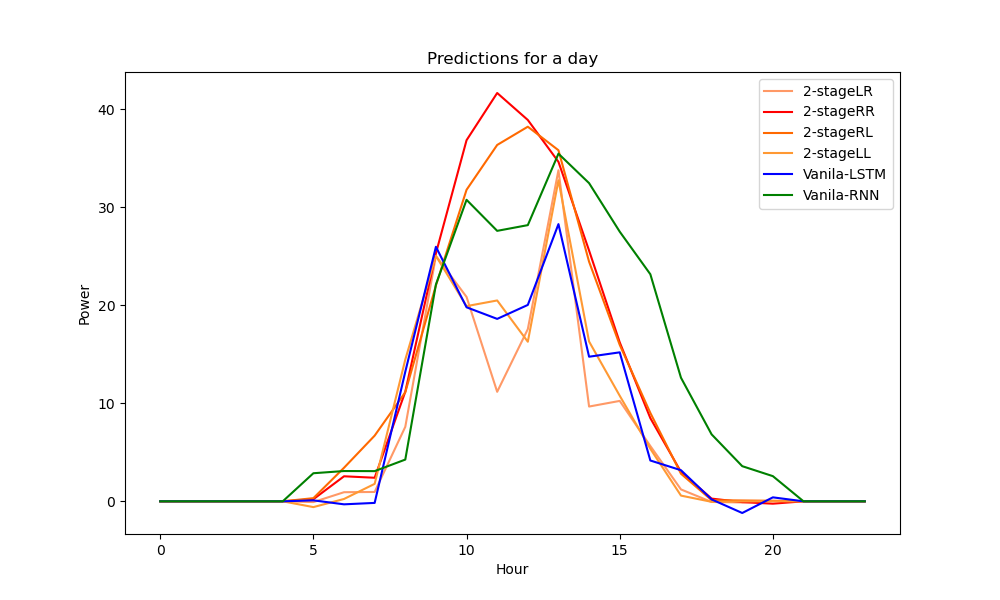 Predictions for a day
2-stageLR
2-stageRR
2-stageRL
2-stageLL
Vanila-LSTM
Vanila-RNN
Power
40
30
20
10
0
0 5 10 15 20
Hour